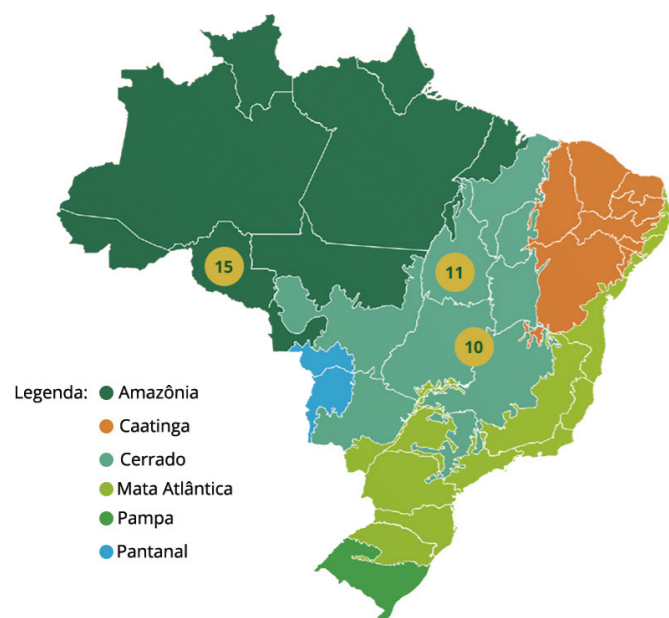 15
11
10
Legenda: Amazônia
Caatinga
Cerrado
Mata Atlântica
Pampa
Pantanal